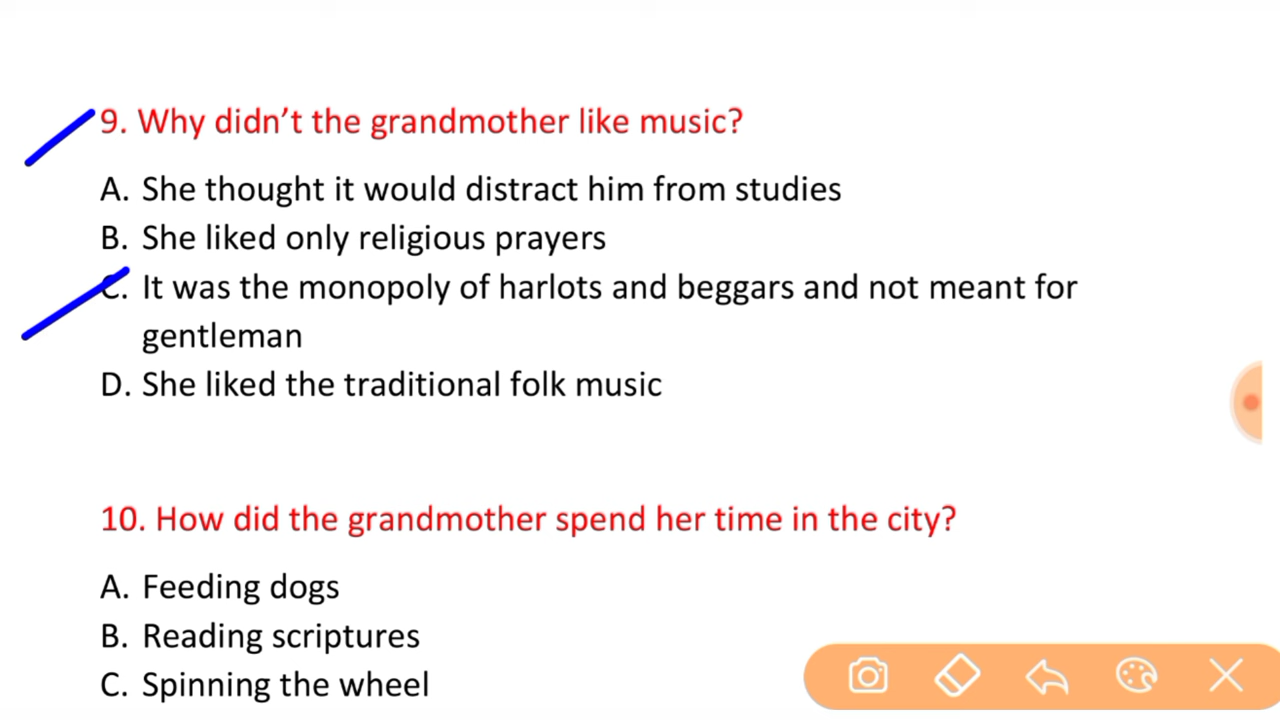 9. Why didn't the grandmother like music?
A. She thought it would distract him from studies
B. She liked only religious prayers
C. It was the monopoly of harlots and beggars and not meant for
gentleman
D. She liked the traditional folk music
10. How did the grandmother spend her time in the city?
A. Feeding dogs
B. Reading scriptures
C. Spinning the wheel